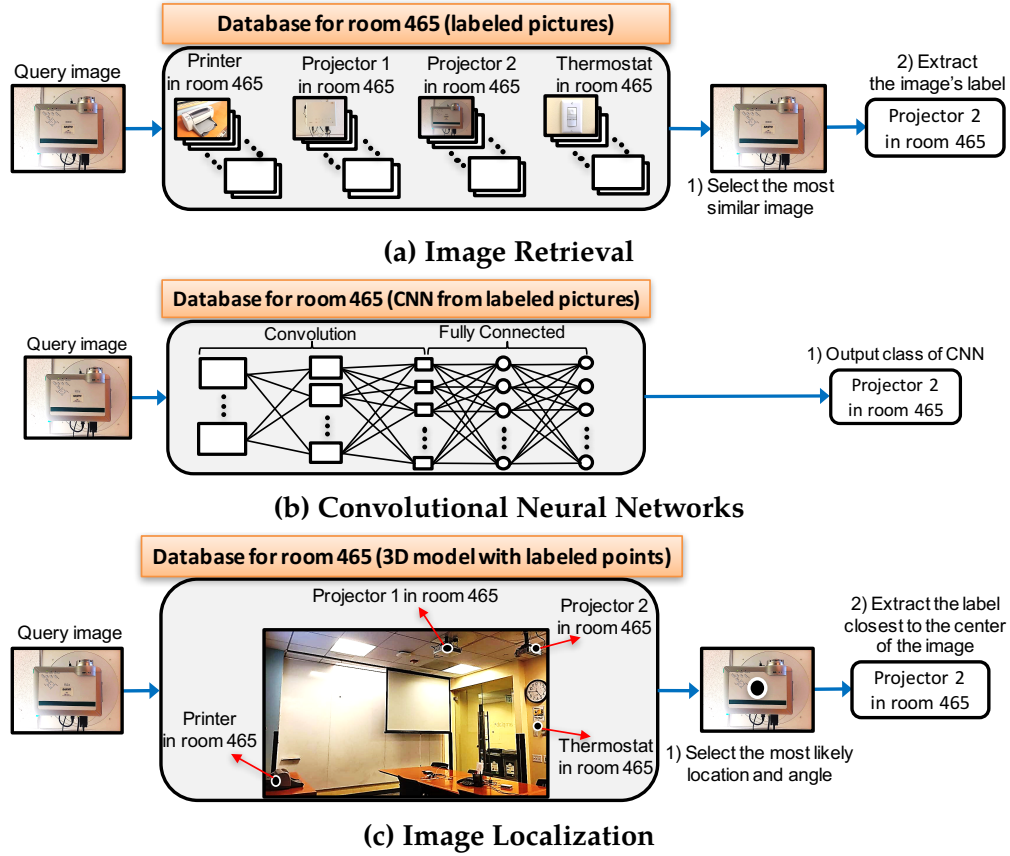 Database for room 465 (labeled pictures)
Query image
Printer
in room 465
Projector 1
in room 465
Projector 2
in room 465
Thermostat
in room 465
1) Select the most
similar image
2) Extract
the image's label
Projector 2
in room 465
(a) Image Retrieval
Database for room 465 (CNN from labeled pictures)
Query image
Convolution
Fully Connected
1) Output class of CNN
Projector 2
in room 465
(b) Convolutional Neural Networks
Database for room 465 (3D model with labeled points)
Query image
Projector 1 in room 465
Projector 2
in room 465
Printer
in room 465
Thermostat
in room 465
1) Select the most likely
location and angle
2) Extract the label
closest to the center
of the image
Projector 2
in room 465
(c) Image Localization